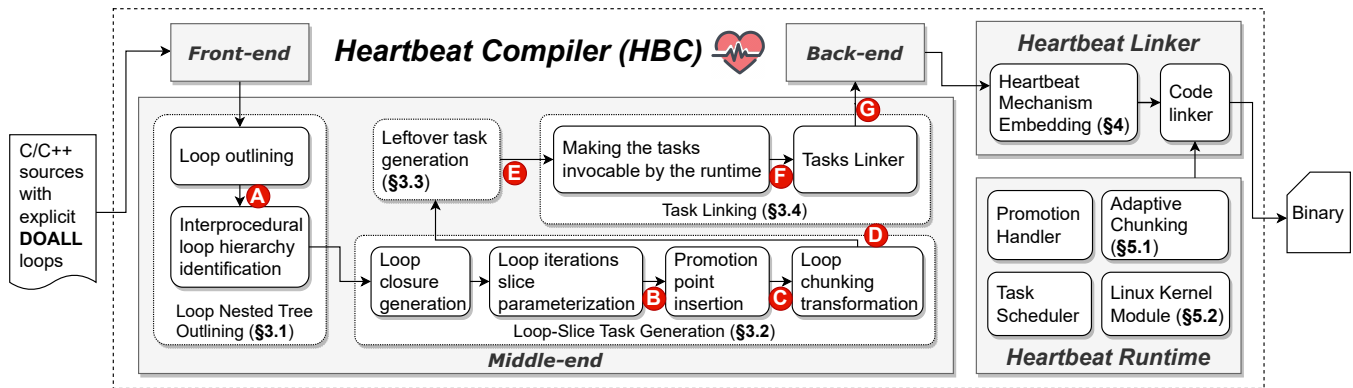 Heartbeat Compiler (HBC)
C/C++
sources
with
explicit
DOALL
loops
Front-end
Loop outlining
A
Interprocedural
loop hierarchy
identification
Loop Nested Tree
Outlining (§3.1)
Loop
closure
generation
Loop iterations
slice
parameterization
B
Promotion
point
insertion
C
Loop
chunking
transformation
D
Loop-Slice Task Generation (§3.2)
Leftover task
generation
(§3.3)
E
Making the tasks
invocable by the runtime
F
Tasks Linker
Task Linking (§3.4)
G
Middle-end
Back-end
Heartbeat Linker
Heartbeat
Mechanism
Embedding (§4)
Code
linker
Promotion
Handler
Adaptive
Chunking
(§5.1)
Task
Scheduler
Linux Kernel
Module (§5.2)
Heartbeat Runtime
Binary